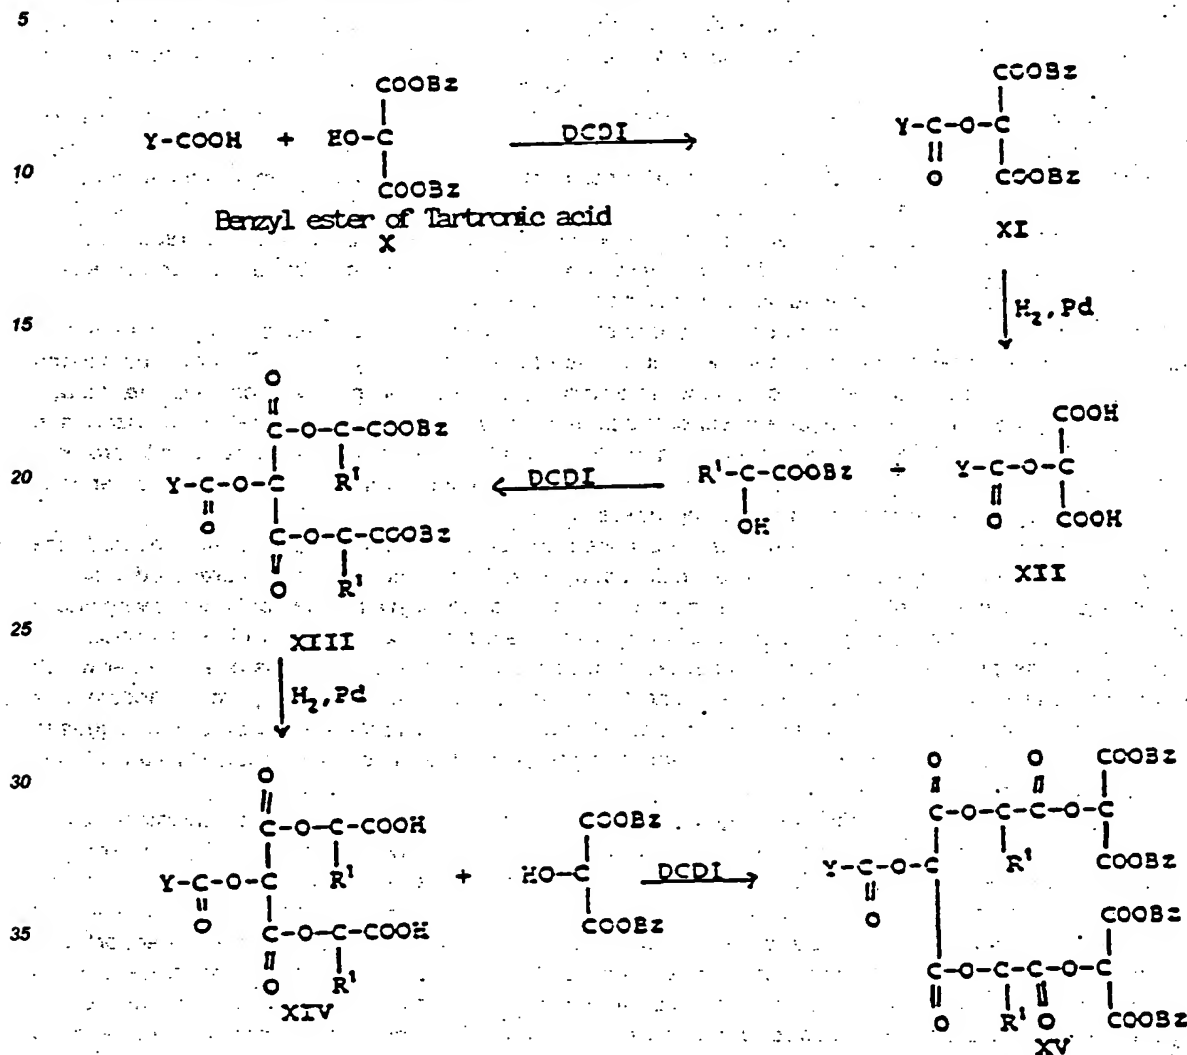 5
COOBz
Y-COOH + HO-C
COOBz
DCDI
COOBz
Y-C-O-C
O COOBz
10
Benzyl ester of Tartronic acid
X
XI
H2, Pd
15
O
C-O-C-COOBz
R¹
20
Y-C-O-C
O
C-O-C-COOBz
O R¹
DCDI
R¹-C-COOBz
OH
+
COOH
Y-C-O-C
O COOH
XII
25
XIII
H2, Pd
30
O
C-O-C-COOH
R¹
Y-C-O-C
O
35
C-O-C-COOH
O R¹
XIV
+
COOBz
HO-C
COOBz
DCDI
O O COOBz
C-O-C-C-O-C
R¹ COOBz
Y-C-O-C
O
COOBz
C-O-C-C-O-C
O R¹ O COOBz
XV